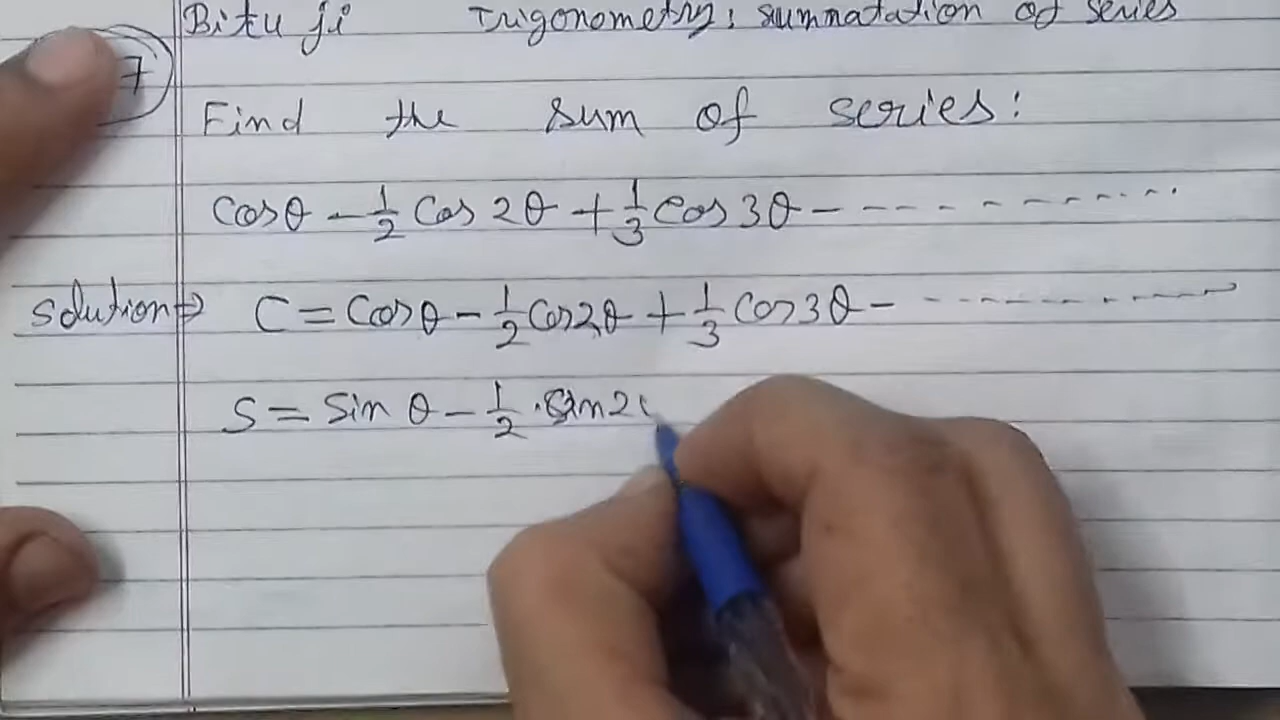 Bitu ji Trigonometry: summatation of series
7
Find the sum of series:
Cosθ - 1/2 Cos 2θ + 1/3 Cos 3θ - - - - - - - - - -
Solution⇒ C = Cosθ - 1/2 Cos2θ + 1/3 Cos3θ - - - - - - - - - -
S = Sin θ - 1/2 . Sin2